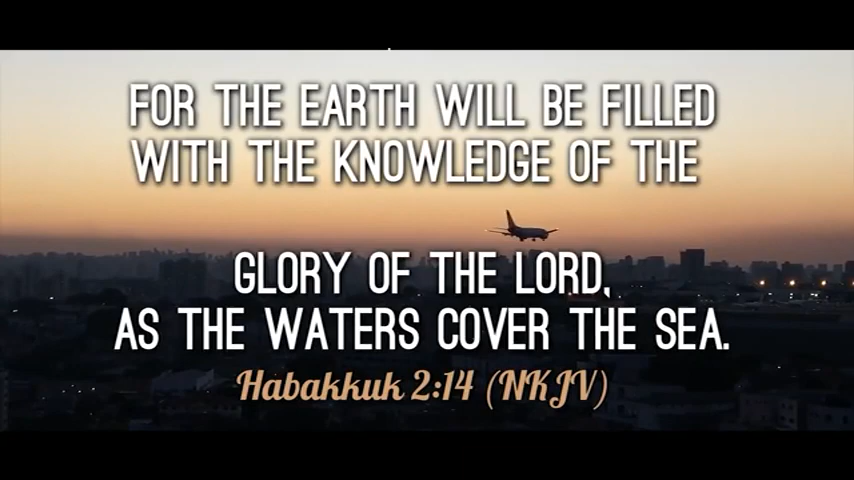 FOR THE EARTH WILL BE FILLED
WITH THE KNOWLEDGE OF THE
GLORY OF THE LORD,
AS THE WATERS COVER THE SEA.
Habakkuk 2:14 (NKJV)